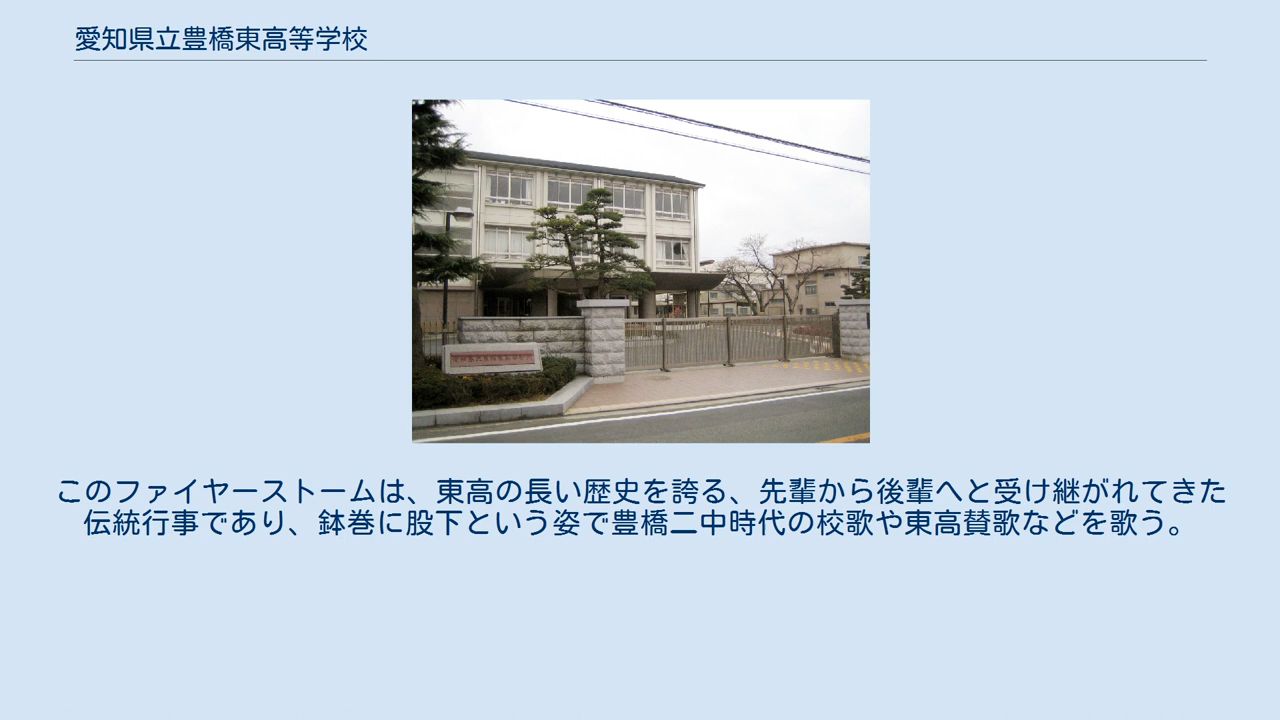 愛知県立豊橋東高等学校
このファイヤーストームは、東高の長い歴史を誇る、先輩から後輩へと受け継がれてきた
伝統行事であり、鉢巻に股下という姿で豊橋二中時代の校歌や東高賛歌などを歌う。